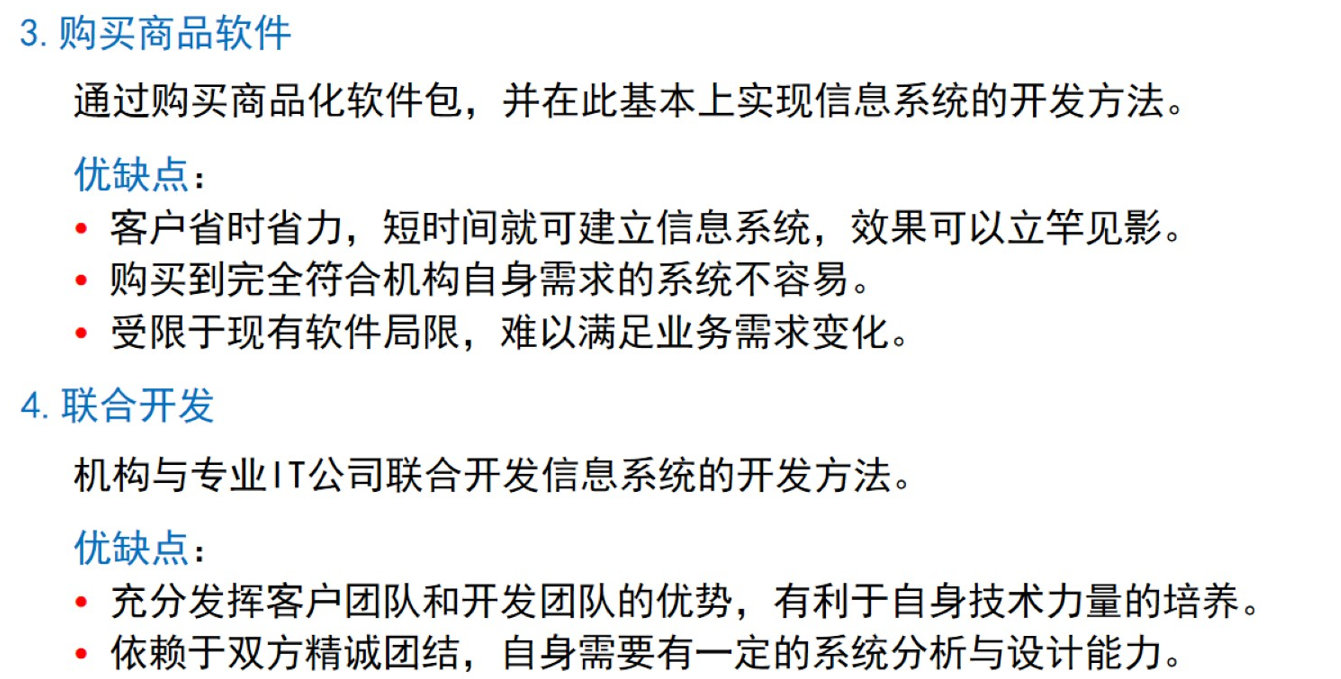 3. 购买商品软件
通过购买商品化软件包，并在此基本上实现信息系统的开发方法。
优缺点：
• 客户省时省力，短时间就可建立信息系统，效果可以立竿见影。
• 购买到完全符合机构自身需求的系统不容易。
• 受限于现有软件局限，难以满足业务需求变化。
4. 联合开发
机构与专业IT公司联合开发信息系统的开发方法。
优缺点：
• 充分发挥客户团队和开发团队的优势，有利于自身技术力量的培养。
• 依赖于双方精诚团结，自身需要有一定的系统分析与设计能力。